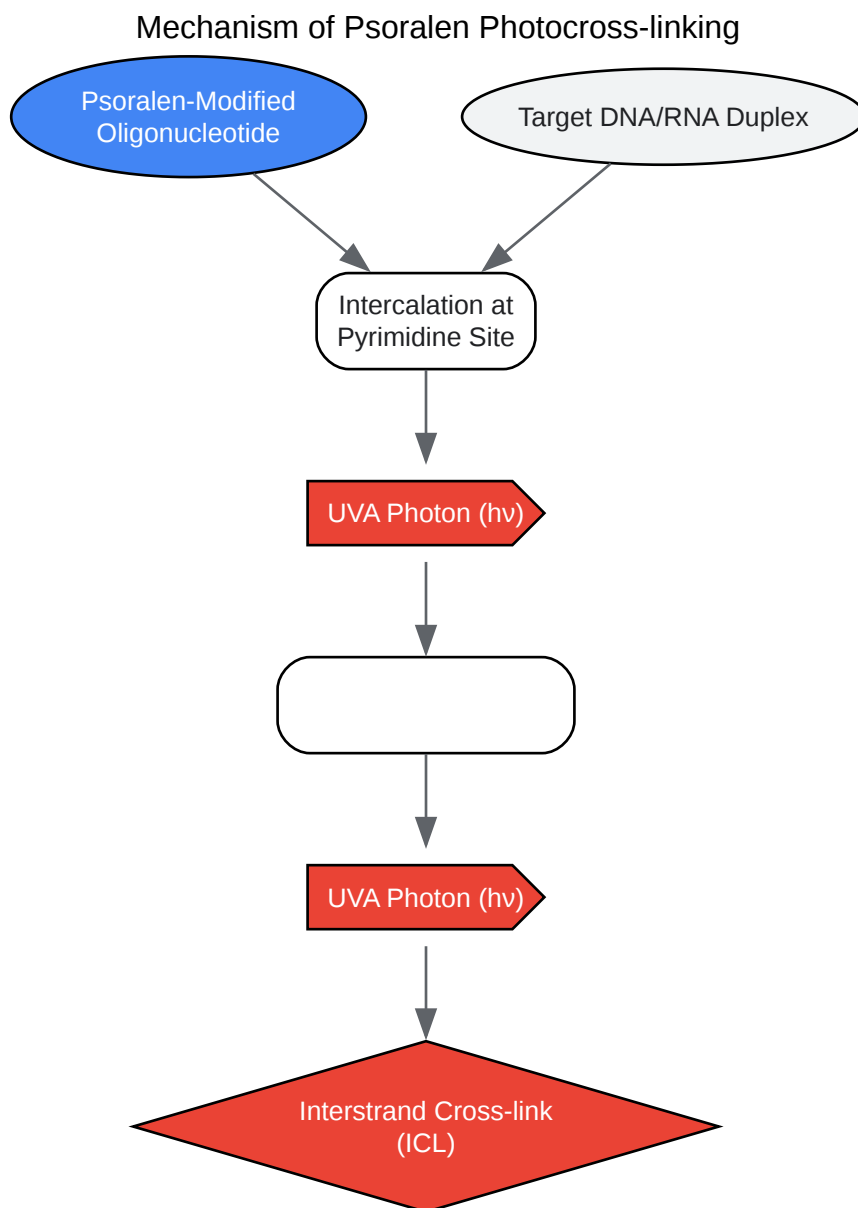 Mechanism of Psoralen Photocross-linking
Psoralen-Modified
Oligonucleotide
Target DNA/RNA Duplex
Intercalation at
Pyrimidine Site
UVA Photon (hν)
UVA Photon (hν)
Interstrand Cross-link
(ICL)